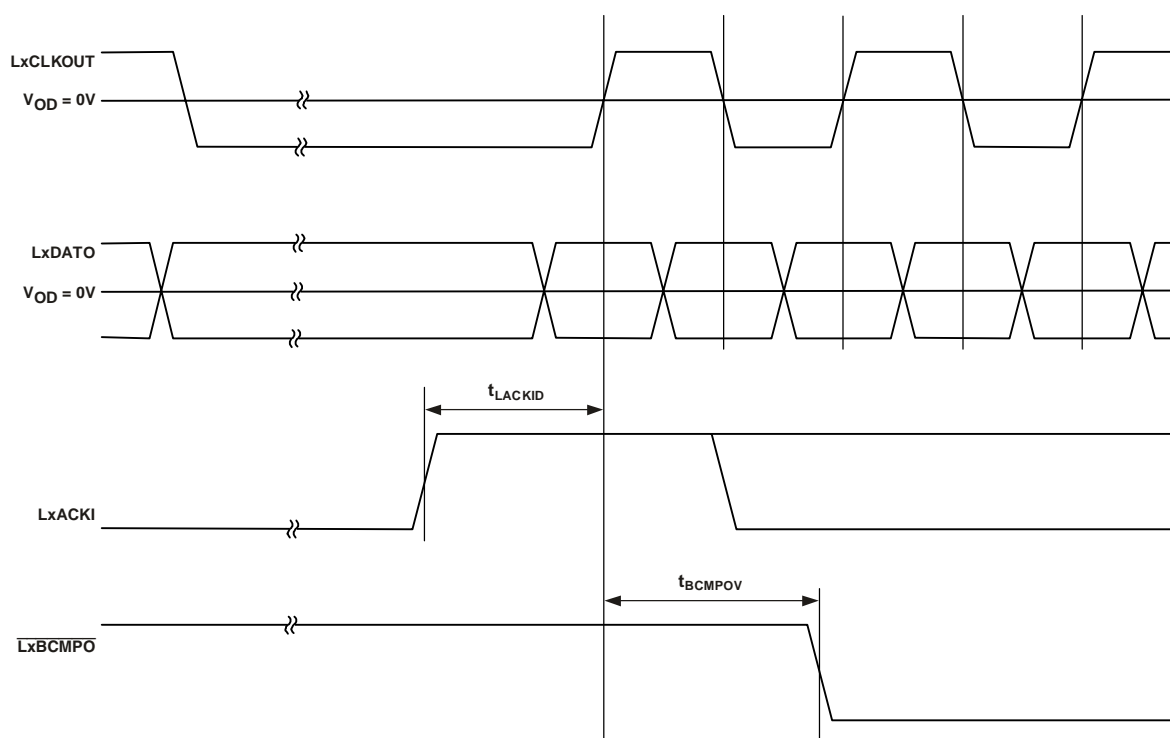 LxCLKOUT
VOD = 0V
LxDATO
VOD = 0V
tLACKID
LxACKI
tBCMPOV
LxBCMPO